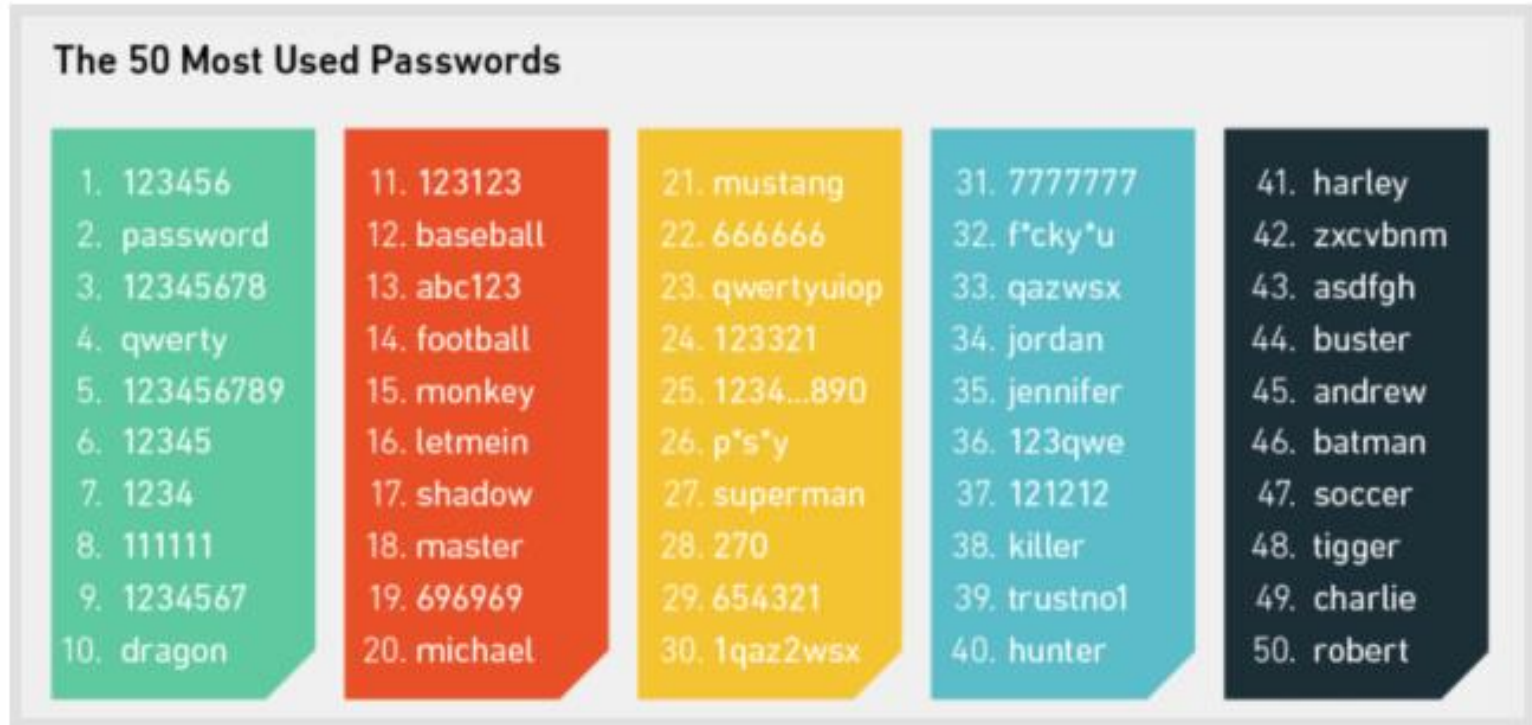 The 50 Most Used Passwords
1. 123456
2. password
3. 12345678
4. qwerty
5. 123456789
6. 12345
7. 1234
8. 111111
9. 1234567
10. dragon
11. 123123
12. baseball
13. abc123
14. football
15. monkey
16. letmein
17. shadow
18. master
19. 696969
20. michael
21. mustang
22. 666666
23. qwertyuiop
24. 123321
25. 1234...890
26. p*s*y
27. superman
28. 270
29. 654321
30. 1qaz2wsx
31. 7777777
32. f*cky*u
33. qazwsx
34. jordan
35. jennifer
36. 123qwe
37. 121212
38. killer
39. trustno1
40. hunter
41. harley
42. zxcvbnm
43. asdfgh
44. buster
45. andrew
46. batman
47. soccer
48. tigger
49. charlie
50. robert